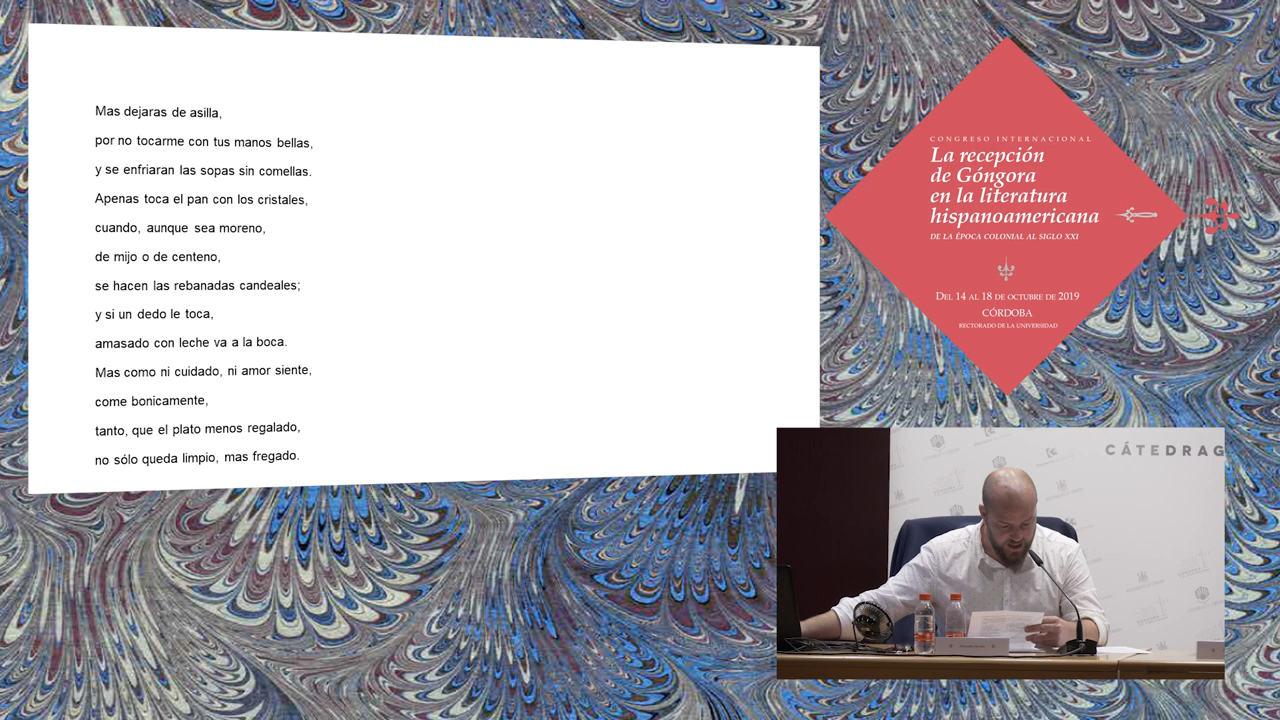 Mas dejaras de asilla,
por no tocarme con tus manos bellas,
y se enfriaran las sopas sin comellas.
Apenas toca el pan con los cristales,
cuando, aunque sea moreno,
de mijo o de centeno,
se hacen las rebanadas candeales;
y si un dedo le toca,
amasado con leche va a la boca.
Mas como ni cuidado, ni amor siente,
come bonicamente,
tanto, que el plato menos regalado,
no sólo queda limpio, mas fregado.
CONGRESO INTERNACIONAL
La recepción
de Góngora
en la literatura
hispanoamericana
DE LA ÉPOCA COLONIAL AL SIGLO XXI
DEL 14 AL 18 DE OCTUBRE DE 2019
CÓRDOBA
RECTORADO DE LA UNIVERSIDAD
CÁTEDRAG